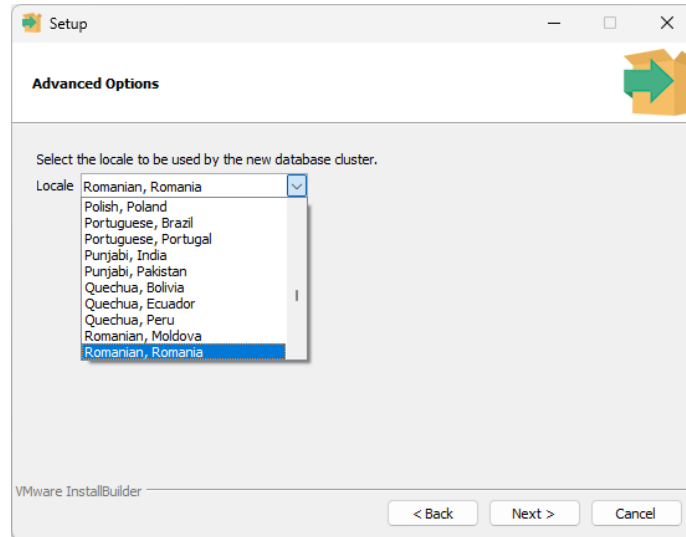 Setup
Advanced Options
Select the locale to be used by the new database cluster.
Locale Romanian, Romania
Polish, Poland
Portuguese, Brazil
Portuguese, Portugal
Punjabi, India
Punjabi, Pakistan
Quechua, Bolivia
Quechua, Ecuador
Quechua, Peru
Romanian, Moldova
Romanian, Romania
VMware InstallBuilder
< Back Next > Cancel